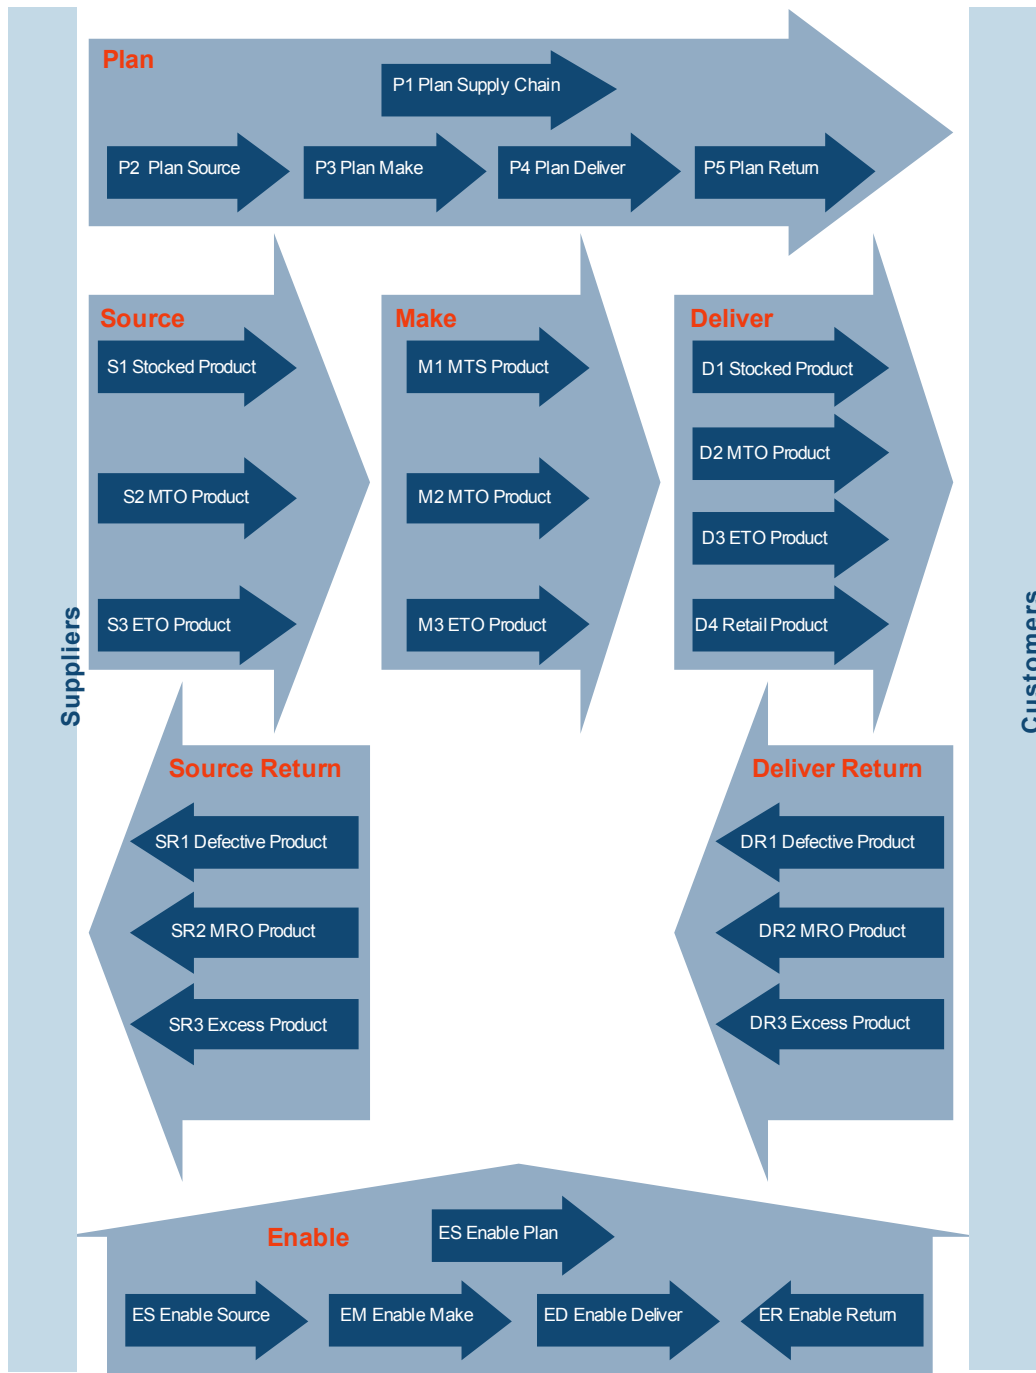 Plan
P1 Plan Supply Chain
P2 Plan Source
P3 Plan Make
P4 Plan Deliver
P5 Plan Return
Source
S1 Stocked Product
S2 MTO Product
S3 ETO Product
Make
M1 MTS Product
M2 MTO Product
M3 ETO Product
Deliver
D1 Stocked Product
D2 MTO Product
D3 ETO Product
D4 Retail Product
Suppliers
Customers
Source Return
SR1 Defective Product
SR2 MRO Product
SR3 Excess Product
Deliver Return
DR1 Defective Product
DR2 MRO Product
DR3 Excess Product
Enable
ES Enable Plan
ES Enable Source
EM Enable Make
ED Enable Deliver
ER Enable Return